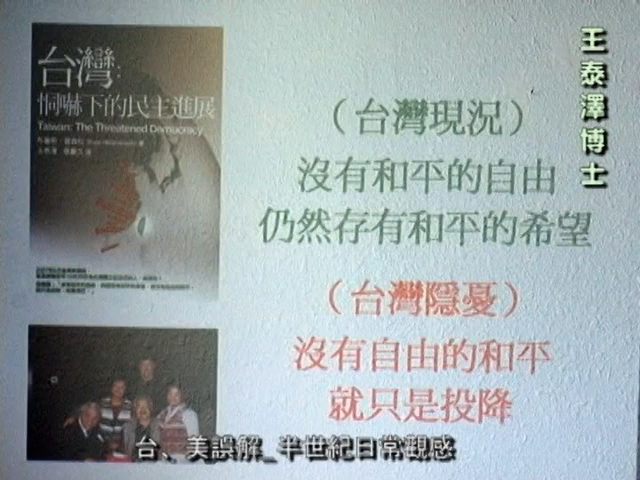 台灣:
恫嚇下的民主進展
Taiwan: The Threatened Democracy
王泰澤博士
（台灣現況）
沒有和平的自由
仍然存有和平的希望
（台灣隱憂）
沒有自由的和平
就只是投降
台、美誤解_半世紀日常觀感